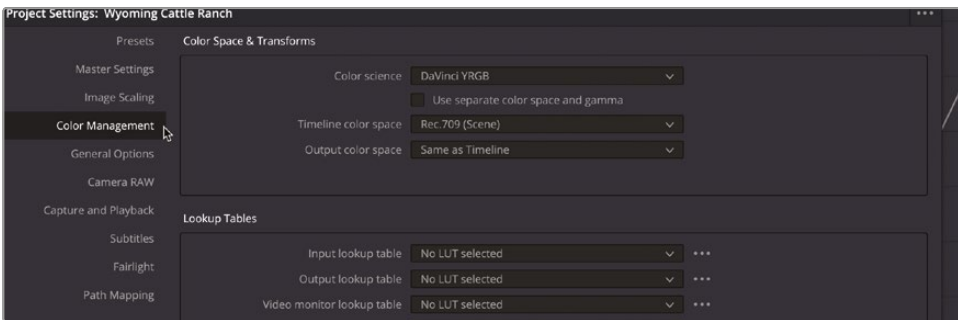 Project Settings: Wyoming Cattle Ranch
Presets
Master Settings
Image Scaling
Color Management
General Options
Camera RAW
Capture and Playback
Subtitles
Fairlight
Path Mapping
Color Space & Transforms
Color science DaVinci YRGB
Use separate color space and gamma
Timeline color space Rec.709 (Scene)
Output color space Same as Timeline
Lookup Tables
Input lookup table No LUT selected
Output lookup table No LUT selected
Video monitor lookup table No LUT selected